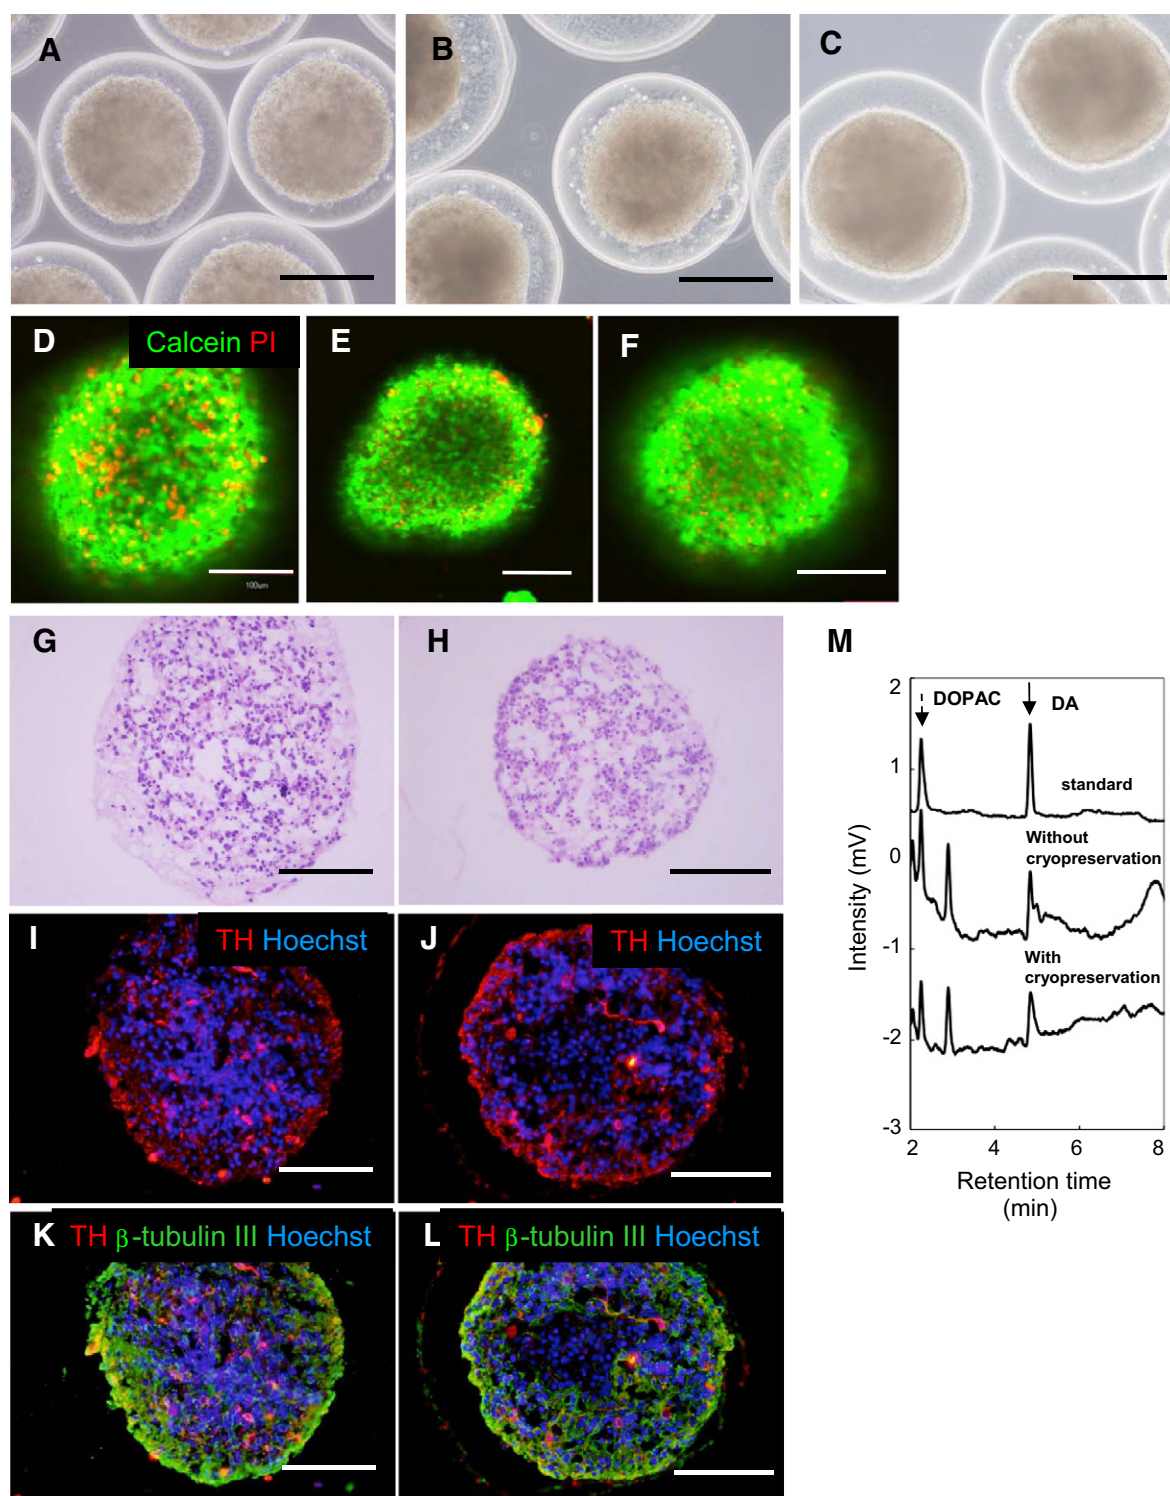 A
B
C
D
Calcein PI
E
F
100um
G
H
I
TH Hoechst
J
TH Hoechst
K
TH β-tubulin III Hoechst
L
TH β-tubulin III Hoechst
M
2
1
0
-1
-2
-3
Intensity (mV)
DOPAC
DA
standard
Without
cryopreservation
With
cryopreservation
2
4
6
8
Retention time
(min)